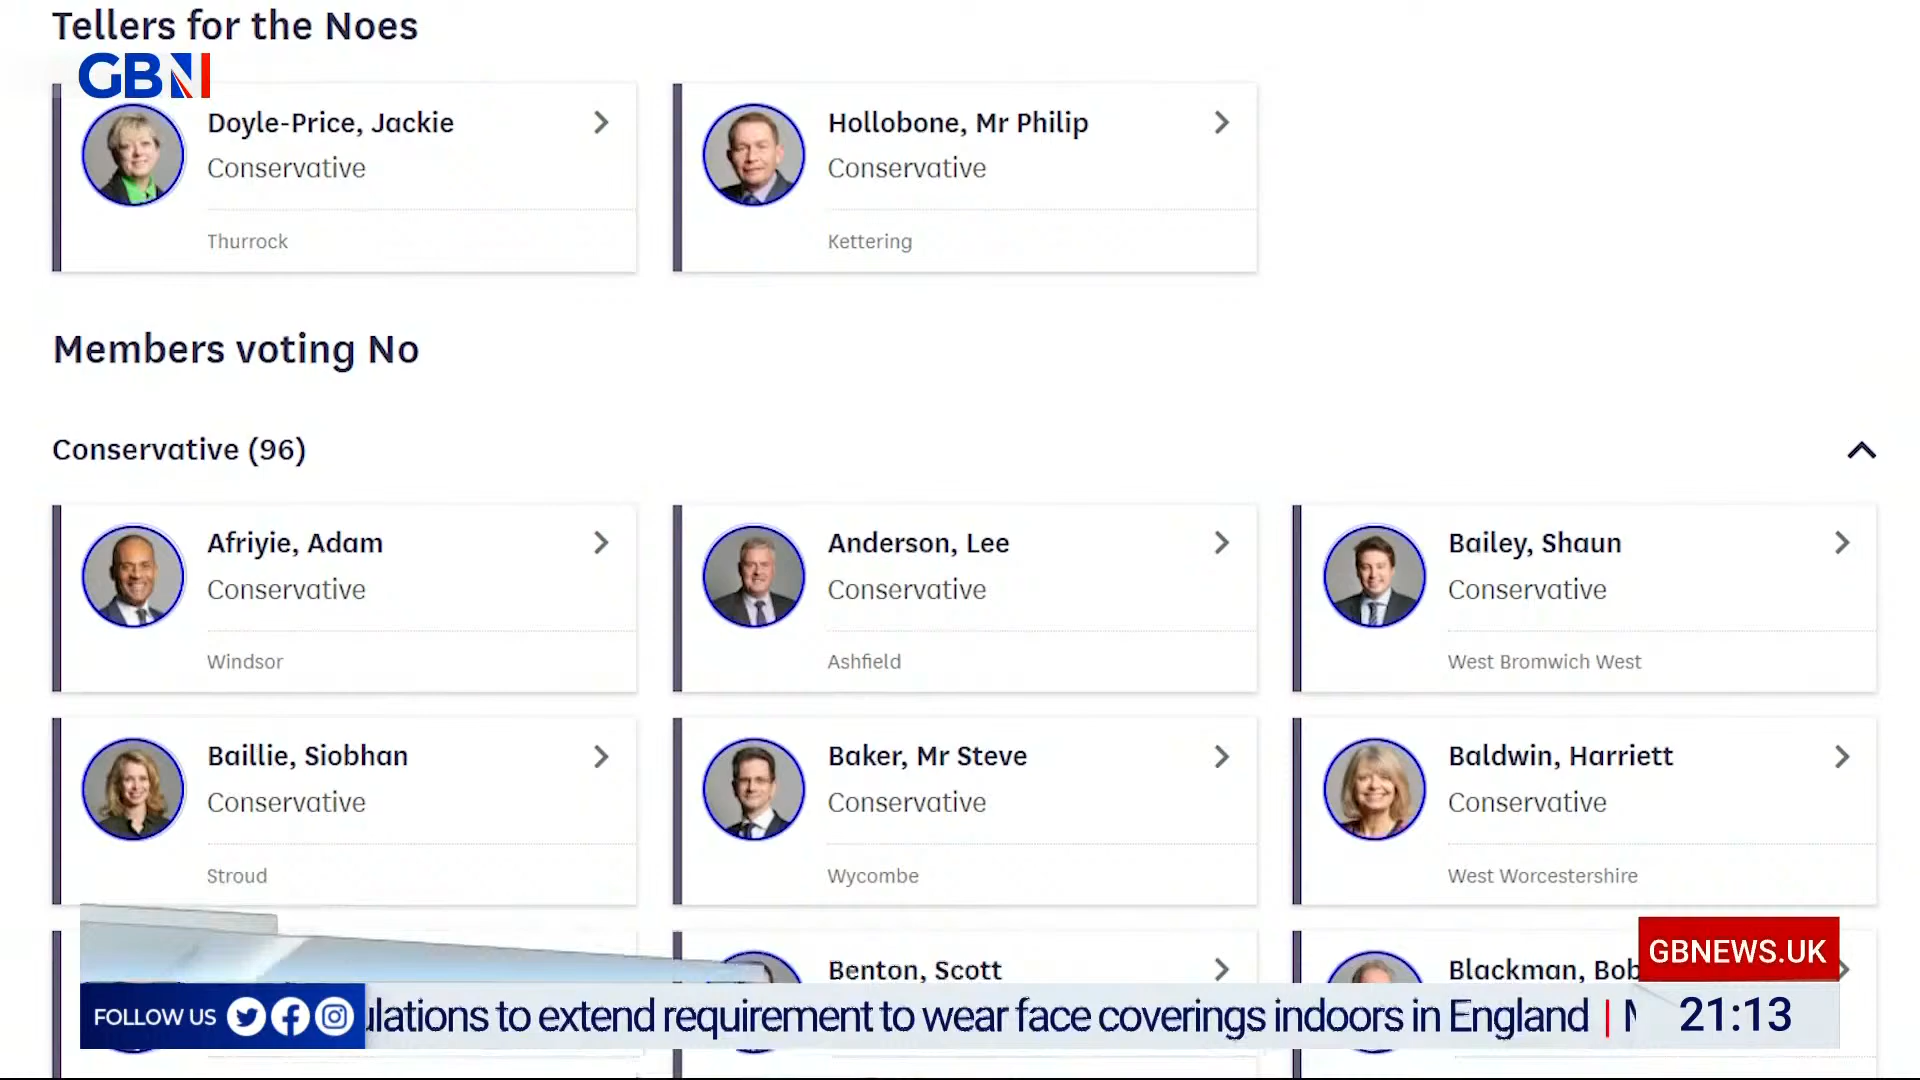 Tellers for the Noes
GBN
Doyle-Price, Jackie
Conservative
Thurrock
Hollobone, Mr Philip
Conservative
Kettering
Members voting No
Conservative (96)
Afriyie, Adam
Conservative
Windsor
Anderson, Lee
Conservative
Ashfield
Bailey, Shaun
Conservative
West Bromwich West
Baillie, Siobhan
Conservative
Stroud
Baker, Mr Steve
Conservative
Wycombe
Baldwin, Harriett
Conservative
West Worcestershire
Benton, Scott
Blackman, Bob
GBNEWS.UK
FOLLOW US
ulations to extend requirement to wear face coverings indoors in England |
21:13